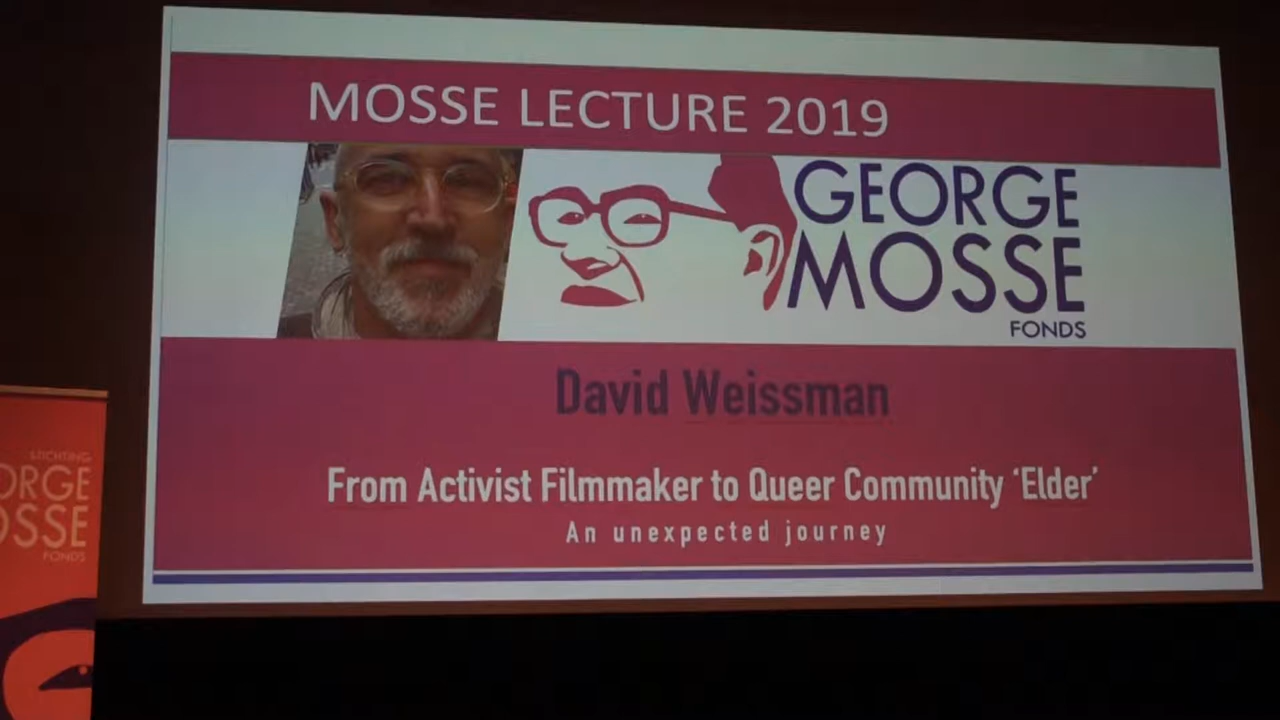 MOSSE LECTURE 2019
GEORGE
MOSSE
FONDS
David Weissman
From Activist Filmmaker to Queer Community ‘Elder’
An unexpected journey
STICHTING
ORGE
OSSE
FONDS